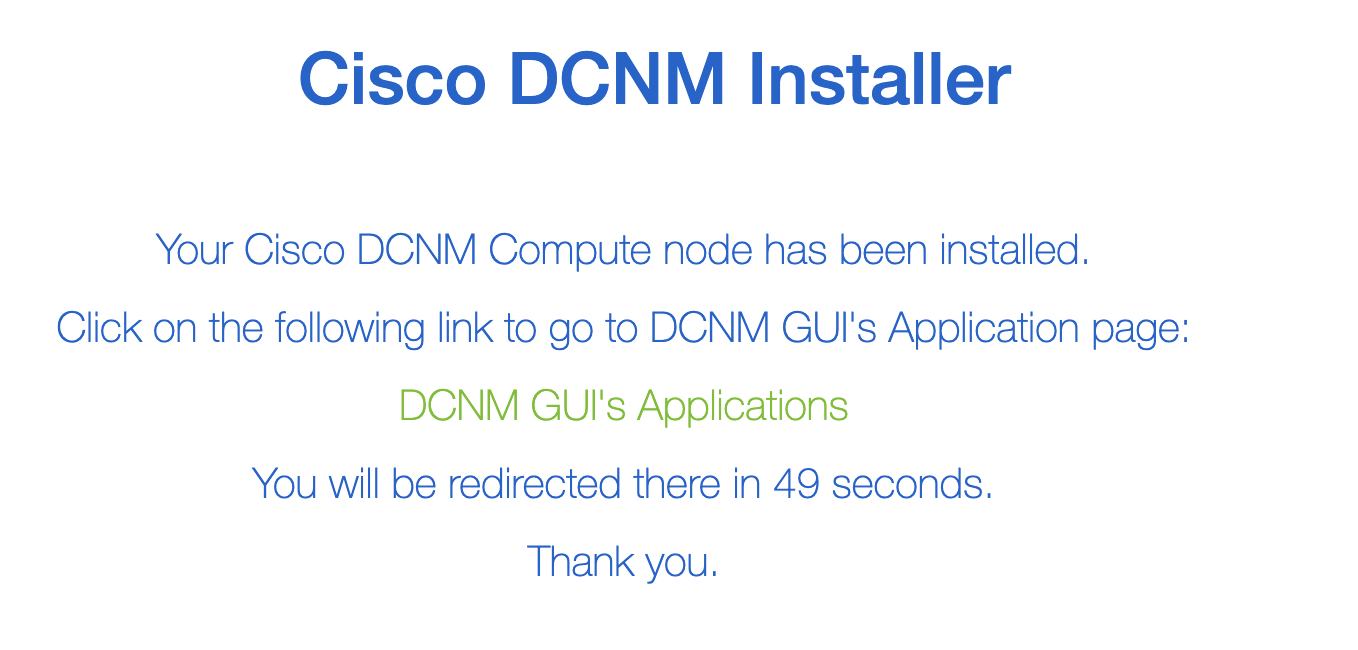 Cisco DCNM Installer
Your Cisco DCNM Compute node has been installed.
Click on the following link to go to DCNM GUI's Application page:
DCNM GUI's Applications
You will be redirected there in 49 seconds.
Thank you.